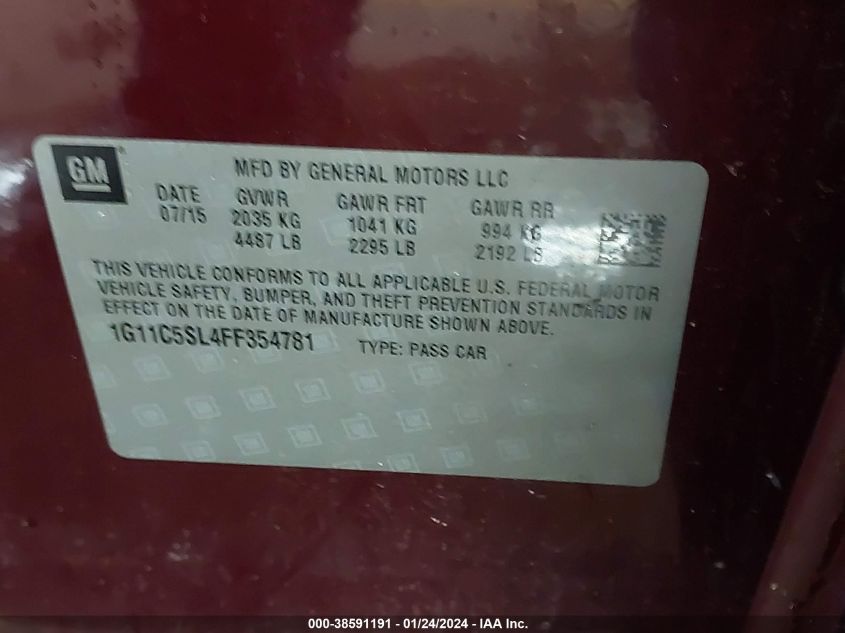 GM
MFD BY GENERAL MOTORS LLC
DATE GVWR GAWR FRT GAWR RR
07/15 2035 KG 1041 KG 994 KG
4487 LB 2295 LB 2192 LB
THIS VEHICLE CONFORMS TO ALL APPLICABLE U.S. FEDERAL MOTOR
VEHICLE SAFETY, BUMPER, AND THEFT PREVENTION STANDARDS IN
EFFECT ON THE DATE OF MANUFACTURE SHOWN ABOVE.
1G11C5SL4FF354781 TYPE: PASS CAR
000-38591191 - 01/24/2024 - IAA Inc.